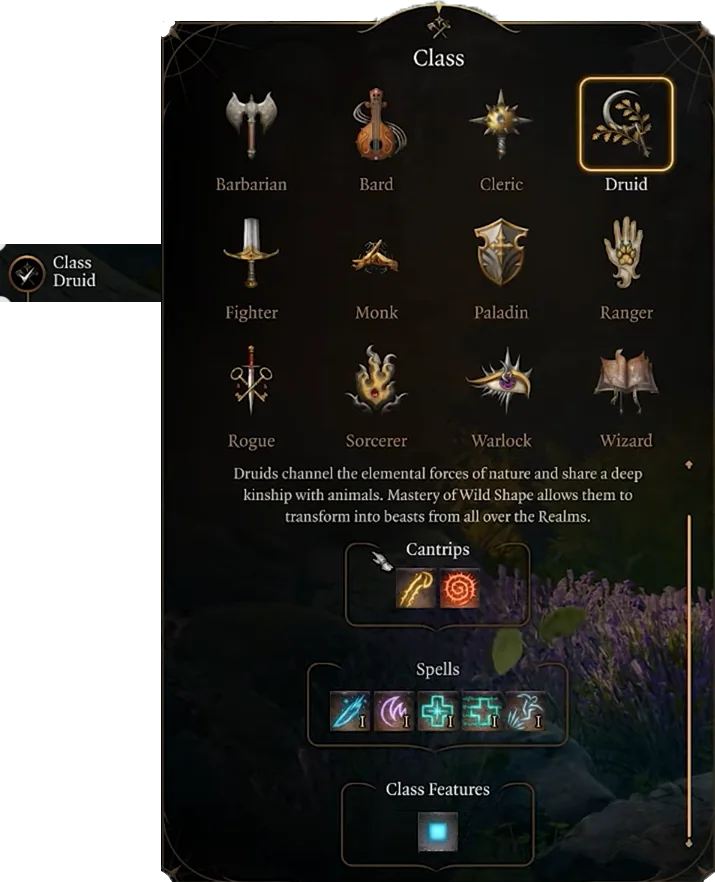 Class
Barbarian
Bard
Cleric
Druid
Class
Druid
Fighter
Monk
Paladin
Ranger
Rogue
Sorcerer
Warlock
Wizard
Druids channel the elemental forces of nature and share a deep
kinship with animals. Mastery of Wild Shape allows them to
transform into beasts from all over the Realms.
Cantrips
Spells
I
I
I
I
I
Class Features